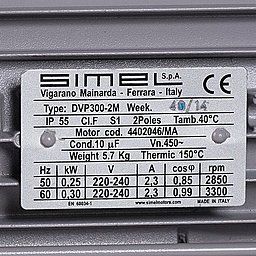 SIMEL S.p.A. CE
Vigarano Mainarda - Ferrara - Italy
Type: DVP300-2M Week. 40/14
IP 55 Cl.F S1 2Poles Tamb.40°C
Motor cod. 4402046/MA
Cond.10 µF Vn.450~
Weight 5.7 Kg Thermic 150°C
Hz kW V A cosφ rpm
50 0,25 220-240 2,3 0,85 2850
60 0,30 220-240 2,3 0,99 3300
EN 60034-1 www.simelmotors.com MADE IN ITALY